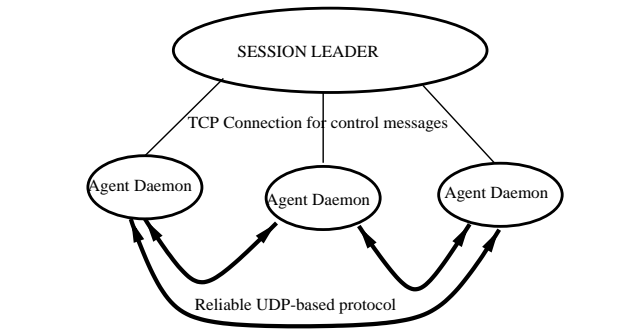 SESSION LEADER
TCP Connection for control messages
Agent Daemon
Agent Daemon
Agent Daemon
Reliable UDP-based protocol